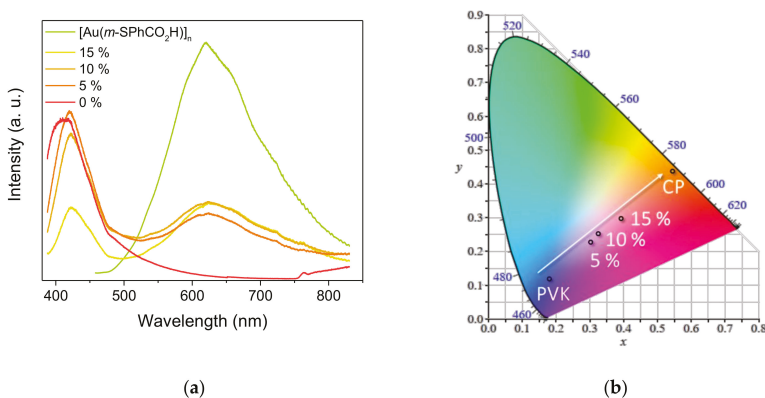 [Au(m-SPhCO₂H)]ₙ
15 %
10 %
5 %
0 %
Intensity (a. u.)
400 500 600 700 800
Wavelength (nm)
(a)
0.9
0.8
0.7
0.6
0.5
0.4
0.3
0.2
0.1
0.0
y
520
540
560
500
580
600
620
480
460
CP
15 %
10 %
5 %
PVK
0.0 0.1 0.2 0.3 0.4 0.5 0.6 0.7 0.8
x
(b)